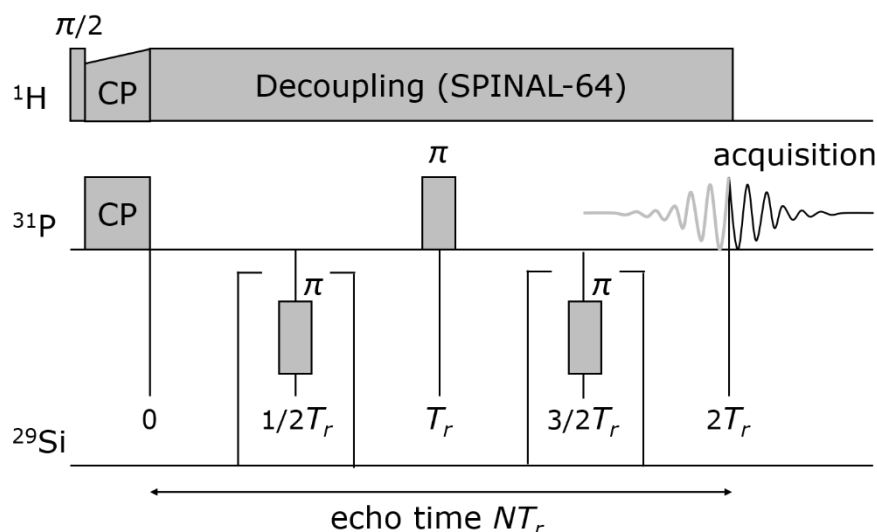 π/2
¹H
CP
Decoupling (SPINAL-64)
π
acquisition
³¹P
CP
π
π
0
1/2Tᵣ
Tᵣ
3/2Tᵣ
2Tᵣ
²⁹Si
echo time NTᵣ